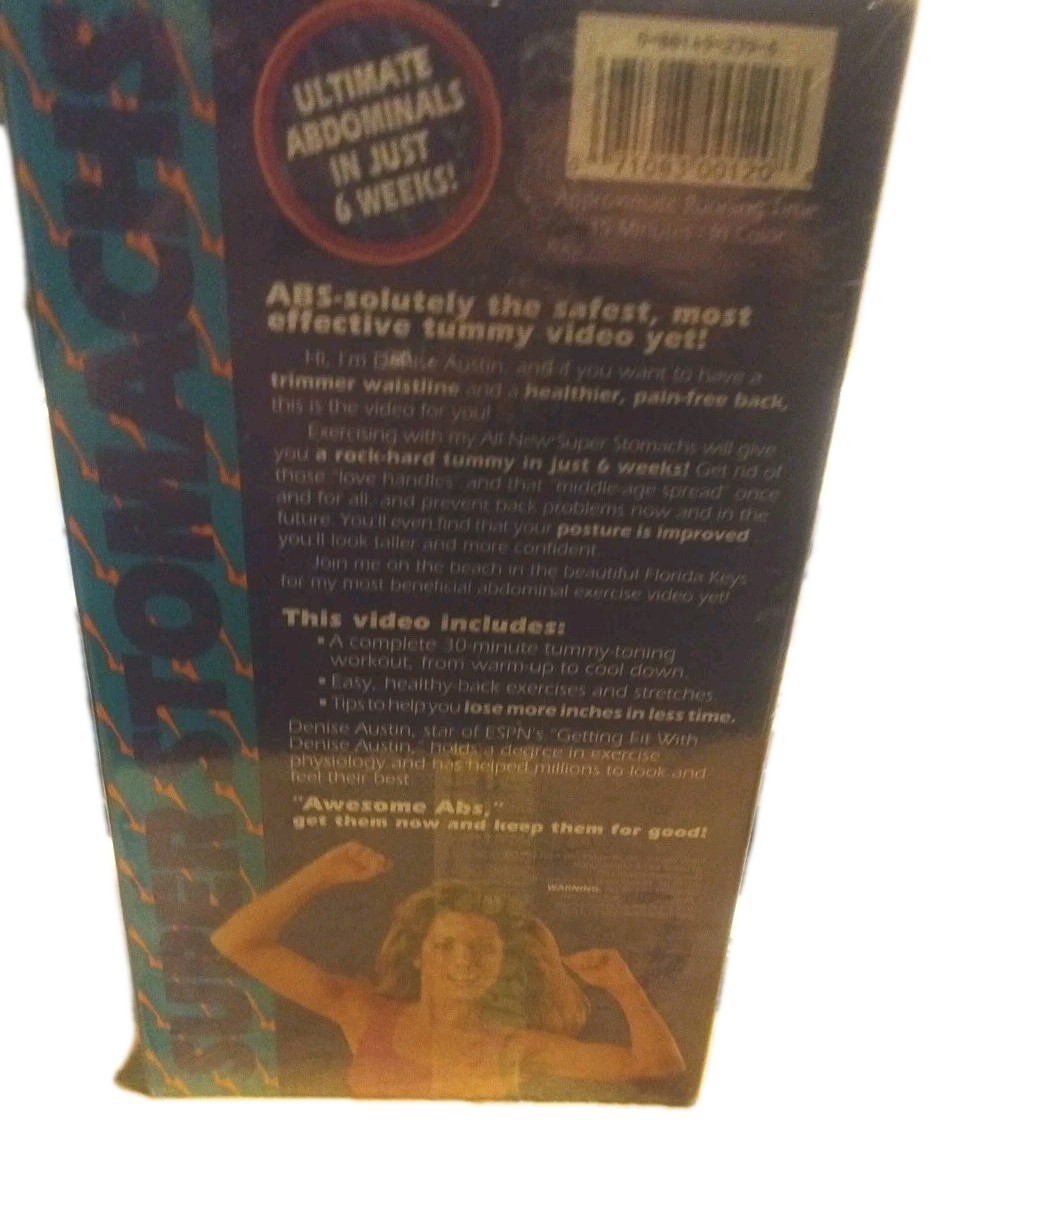 SUPER STOMACHS
ULTIMATE
ABDOMINALS
IN JUST
6 WEEKS!
71083 00120
Approximate Running Time
Minutes Color
ABS-solutely the safest, most
effective tummy video yet!
Hi, I'm Denise Austin, and if you want to have a
trimmer waistline and a healthier, pain-free back,
this is the video for you!
Exercising with my All New Super Stomachs will give
you a rock-hard tummy in just 6 weeks! Get rid of
those "love handles" and that "middle age spread" once
and for all, and prevent back problems now and in the
future. You'll even find that your posture is improved
you'll look taller and more confident.
Join me on the beach in the beautiful Florida Keys
for my most beneficial abdominal exercise video yet!
This video includes:
• A complete 30-minute tummy-toning
workout, from warm-up to cool down.
• Easy, healthy-back exercises and stretches.
• Tips to help you lose more inches in less time.
Denise Austin, star of ESPN's "Getting Fit With
Denise Austin," holds a degree in exercise
physiology and has helped millions to look and
feel their best
"Awesome Abs,"
get them now and keep them for good!
WARNING: